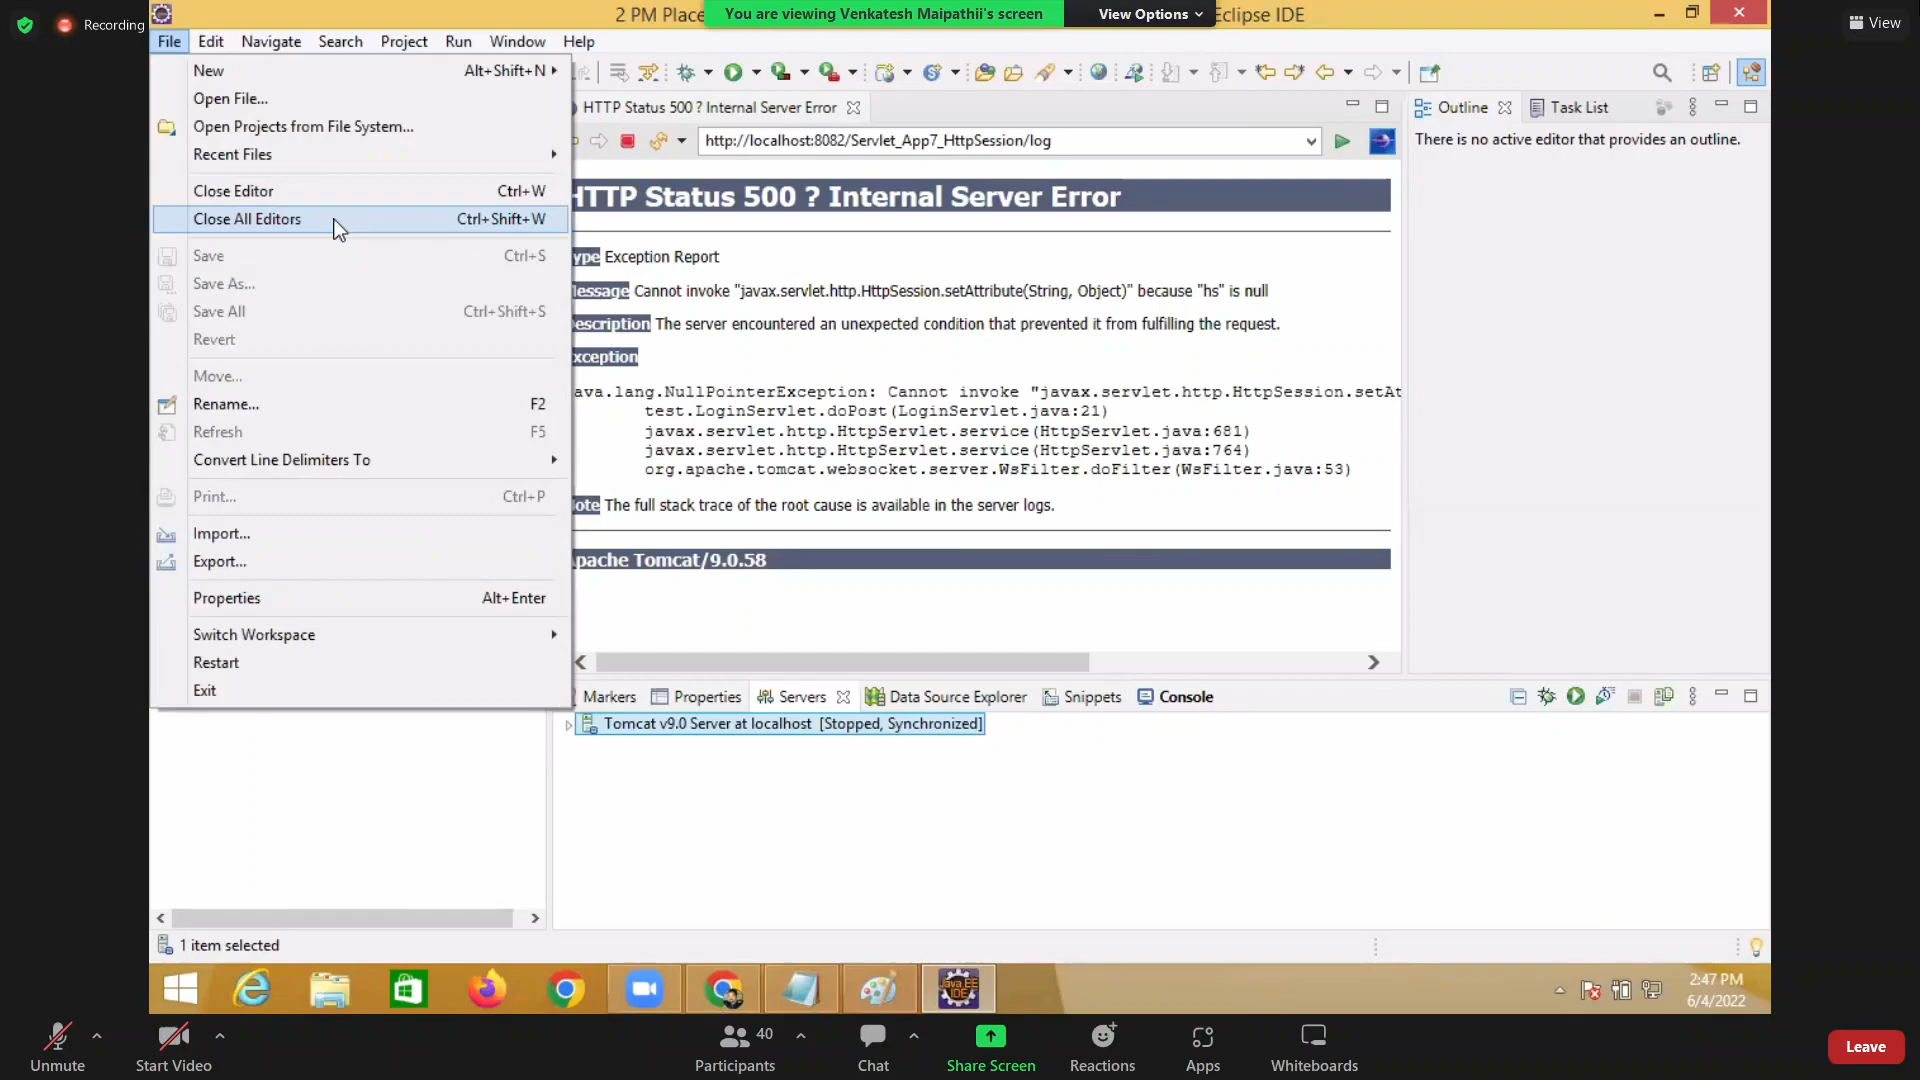 Recording
2 PM Place
You are viewing Venkatesh Maipathii's screen
View Options
Eclipse IDE
View
File Edit Navigate Search Project Run Window Help
New Alt+Shift+N
Open File...
Open Projects from File System...
Recent Files
Close Editor Ctrl+W
Close All Editors Ctrl+Shift+W
Save Ctrl+S
Save As...
Save All Ctrl+Shift+S
Revert
Move...
Rename... F2
Refresh F5
Convert Line Delimiters To
Print... Ctrl+P
Import...
Export...
Properties Alt+Enter
Switch Workspace
Restart
Exit
HTTP Status 500 ? Internal Server Error
http://localhost:8082/Servlet_App7_HttpSession/log
HTTP Status 500 ? Internal Server Error
ype Exception Report
essage Cannot invoke "javax.servlet.http.HttpSession.setAttribute(String, Object)" because "hs" is null
escription The server encountered an unexpected condition that prevented it from fulfilling the request.
xception
ava.lang.NullPointerException: Cannot invoke "javax.servlet.http.HttpSession.setAt
test.LoginServlet.doPost(LoginServlet.java:21)
javax.servlet.http.HttpServlet.service(HttpServlet.java:681)
javax.servlet.http.HttpServlet.service(HttpServlet.java:764)
org.apache.tomcat.websocket.server.WsFilter.doFilter(WsFilter.java:53)
ote The full stack trace of the root cause is available in the server logs.
pache Tomcat/9.0.58
Outline Task List
There is no active editor that provides an outline.
Markers Properties Servers Data Source Explorer Snippets Console
Tomcat v9.0 Server at localhost [Stopped, Synchronized]
1 item selected
Java EE
IDE
2:47 PM
6/4/2022
Unmute
Start Video
40
Participants
Chat
Share Screen
Reactions
Apps
Whiteboards
Leave